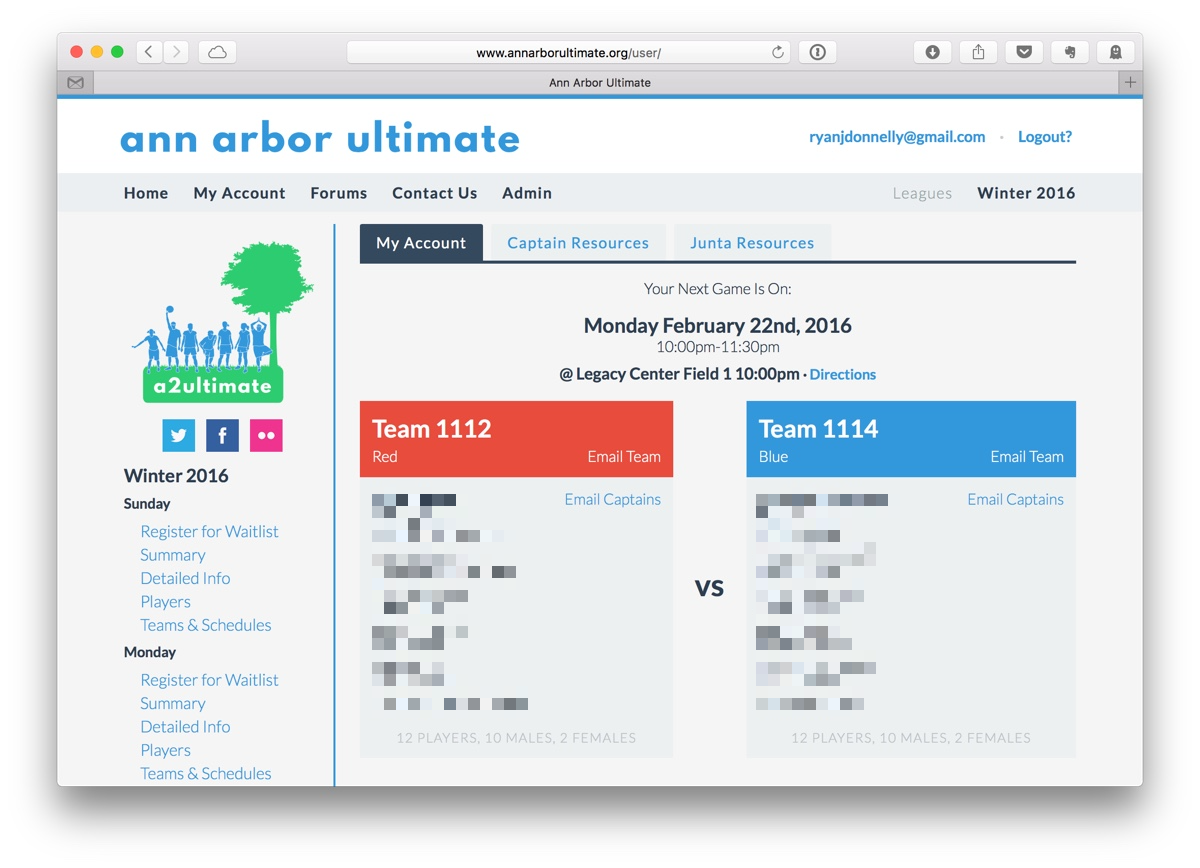 www.annarborultimate.org/user/
Ann Arbor Ultimate
ann arbor ultimate
ryanjdonnelly@gmail.com · Logout?
Home My Account Forums Contact Us Admin Leagues Winter 2016
a2ultimate
Winter 2016
Sunday
Register for Waitlist
Summary
Detailed Info
Players
Teams & Schedules
Monday
Register for Waitlist
Summary
Detailed Info
Players
Teams & Schedules
My Account Captain Resources Junta Resources
Your Next Game Is On:
Monday February 22nd, 2016
10:00pm-11:30pm
@ Legacy Center Field 1 10:00pm · Directions
Team 1112
Red Email Team
Email Captains
12 PLAYERS, 10 MALES, 2 FEMALES
VS
Team 1114
Blue Email Team
Email Captains
12 PLAYERS, 10 MALES, 2 FEMALES